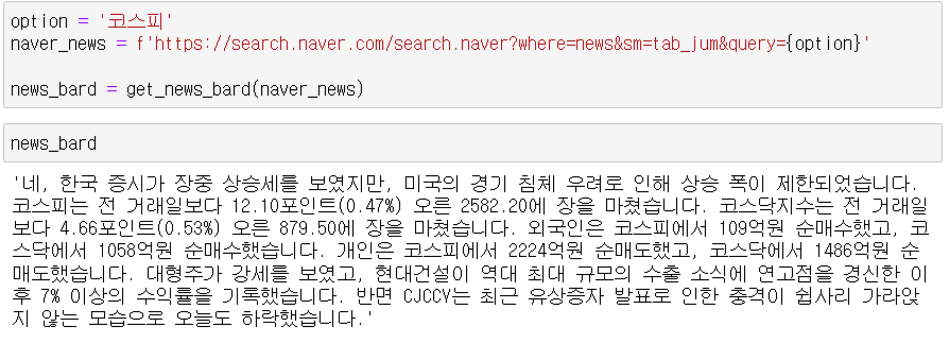 option = '코스피'
naver_news = f'https://search.naver.com/search.naver?where=news&sm=tab_jum&query={option}'
news_bard = get_news_bard(naver_news)
news_bard
'네, 한국 증시가 장중 상승세를 보였지만, 미국의 경기 침체 우려로 인해 상승 폭이 제한되었습니다.
코스피는 전 거래일보다 12.10포인트(0.47%) 오른 2582.20에 장을 마쳤습니다. 코스닥지수는 전 거래일
보다 4.66포인트(0.53%) 오른 879.50에 장을 마쳤습니다. 외국인은 코스피에서 109억원 순매수했고, 코
스닥에서 1058억원 순매수했습니다. 개인은 코스피에서 2224억원 순매도했고, 코스닥에서 1486억원 순
매도했습니다. 대형주가 강세를 보였고, 현대건설이 역대 최대 규모의 수출 소식에 연고점을 경신한 이
후 7% 이상의 수익률을 기록했습니다. 반면 CJCCV는 최근 유상증자 발표로 인한 충격이 쉽사리 가라앉
지 않는 모습으로 오늘도 하락했습니다.'